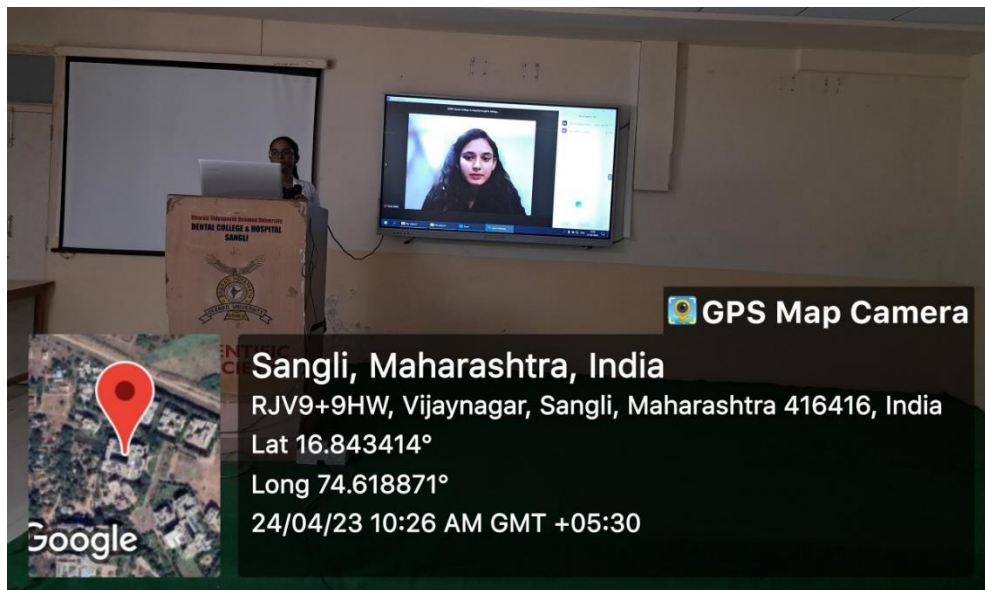 Bharati Vidyapeeth Deemed University
DENTAL COLLEGE & HOSPITAL
SANGLI
GPS Map Camera
Sangli, Maharashtra, India
RJV9+9HW, Vijaynagar, Sangli, Maharashtra 416416, India
Lat 16.843414°
Long 74.618871°
24/04/23 10:26 AM GMT +05:30
Google